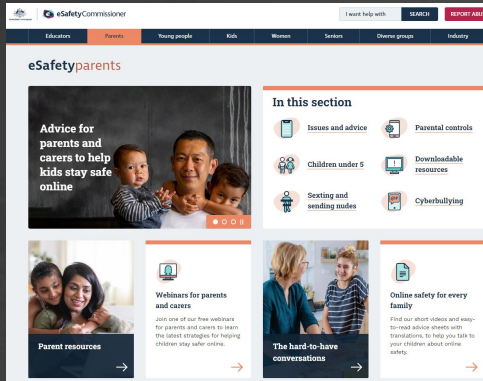 eSafetyCommissioner
I want help with
SEARCH
REPORT ABU
Educators
Parents
Young people
Kids
Women
Seniors
Diverse groups
Industry
eSafetyparents
Advice for
parents and
carers to help
kids stay safe
online
In this section
Issues and advice
Parental controls
Children under 5
Downloadable
resources
Sexting and
sending nudes
Cyberbullying
Parent resources
Webinars for parents
and carers
Join one of our free webinars
for parents and carers to learn
the latest strategies for helping
children stay safer online.
The hard-to-have
conversations
Online safety for every
family
Find our short videos and easy-
to-read advice sheets with
translations, to help you talk to
your children about online
safety.